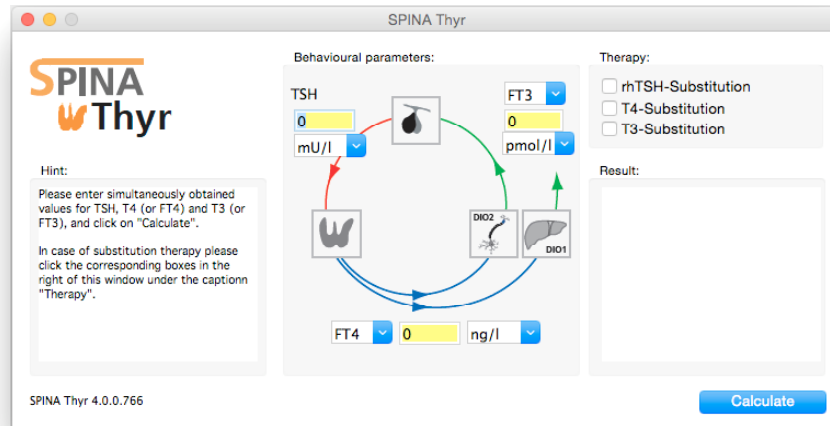 SPINA Thyr
SPINA
Thyr
Hint:
Please enter simultaneously obtained
values for TSH, T4 (or FT4) and T3 (or
FT3), and click on "Calculate".
In case of substitution therapy please
click the corresponding boxes in the
right of this window under the captionn
"Therapy".
SPINA Thyr 4.0.0.766
Behavioural parameters:
TSH
0
mU/l
FT3
0
pmol/l
DIO2
DIO1
FT4 0 ng/l
Therapy:
rhTSH-Substitution
T4-Substitution
T3-Substitution
Result:
Calculate